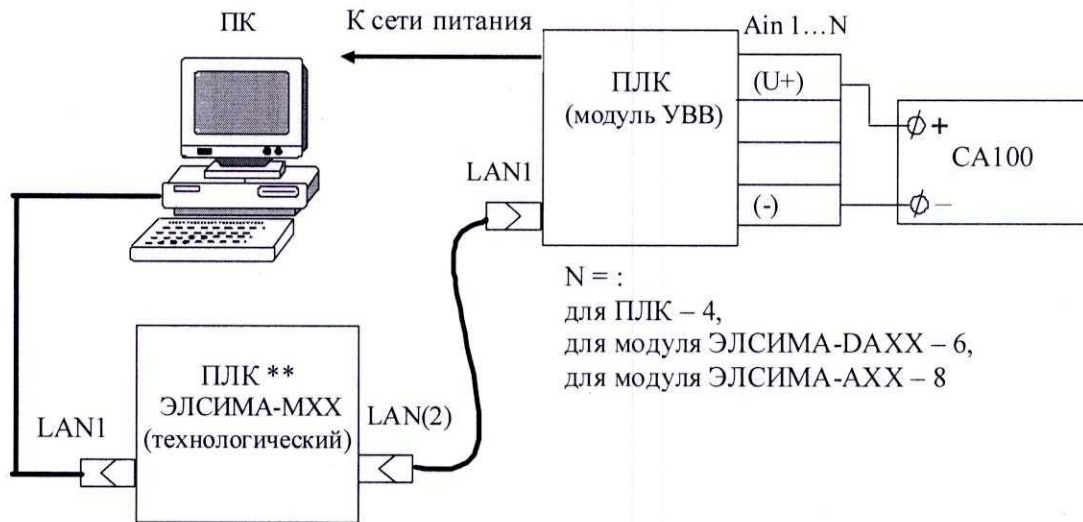 ПК
К сети питания
Ain 1...N
ПЛК
(модуль УВВ)
(U+)
+
CA100
LAN1
(-)
–
N = :
для ПЛК – 4,
для модуля ЭЛСИМА-DAXX – 6,
для модуля ЭЛСИМА-AXX – 8
ПЛК **
ЭЛСИМА-MXX
(технологический)
LAN1
LAN(2)